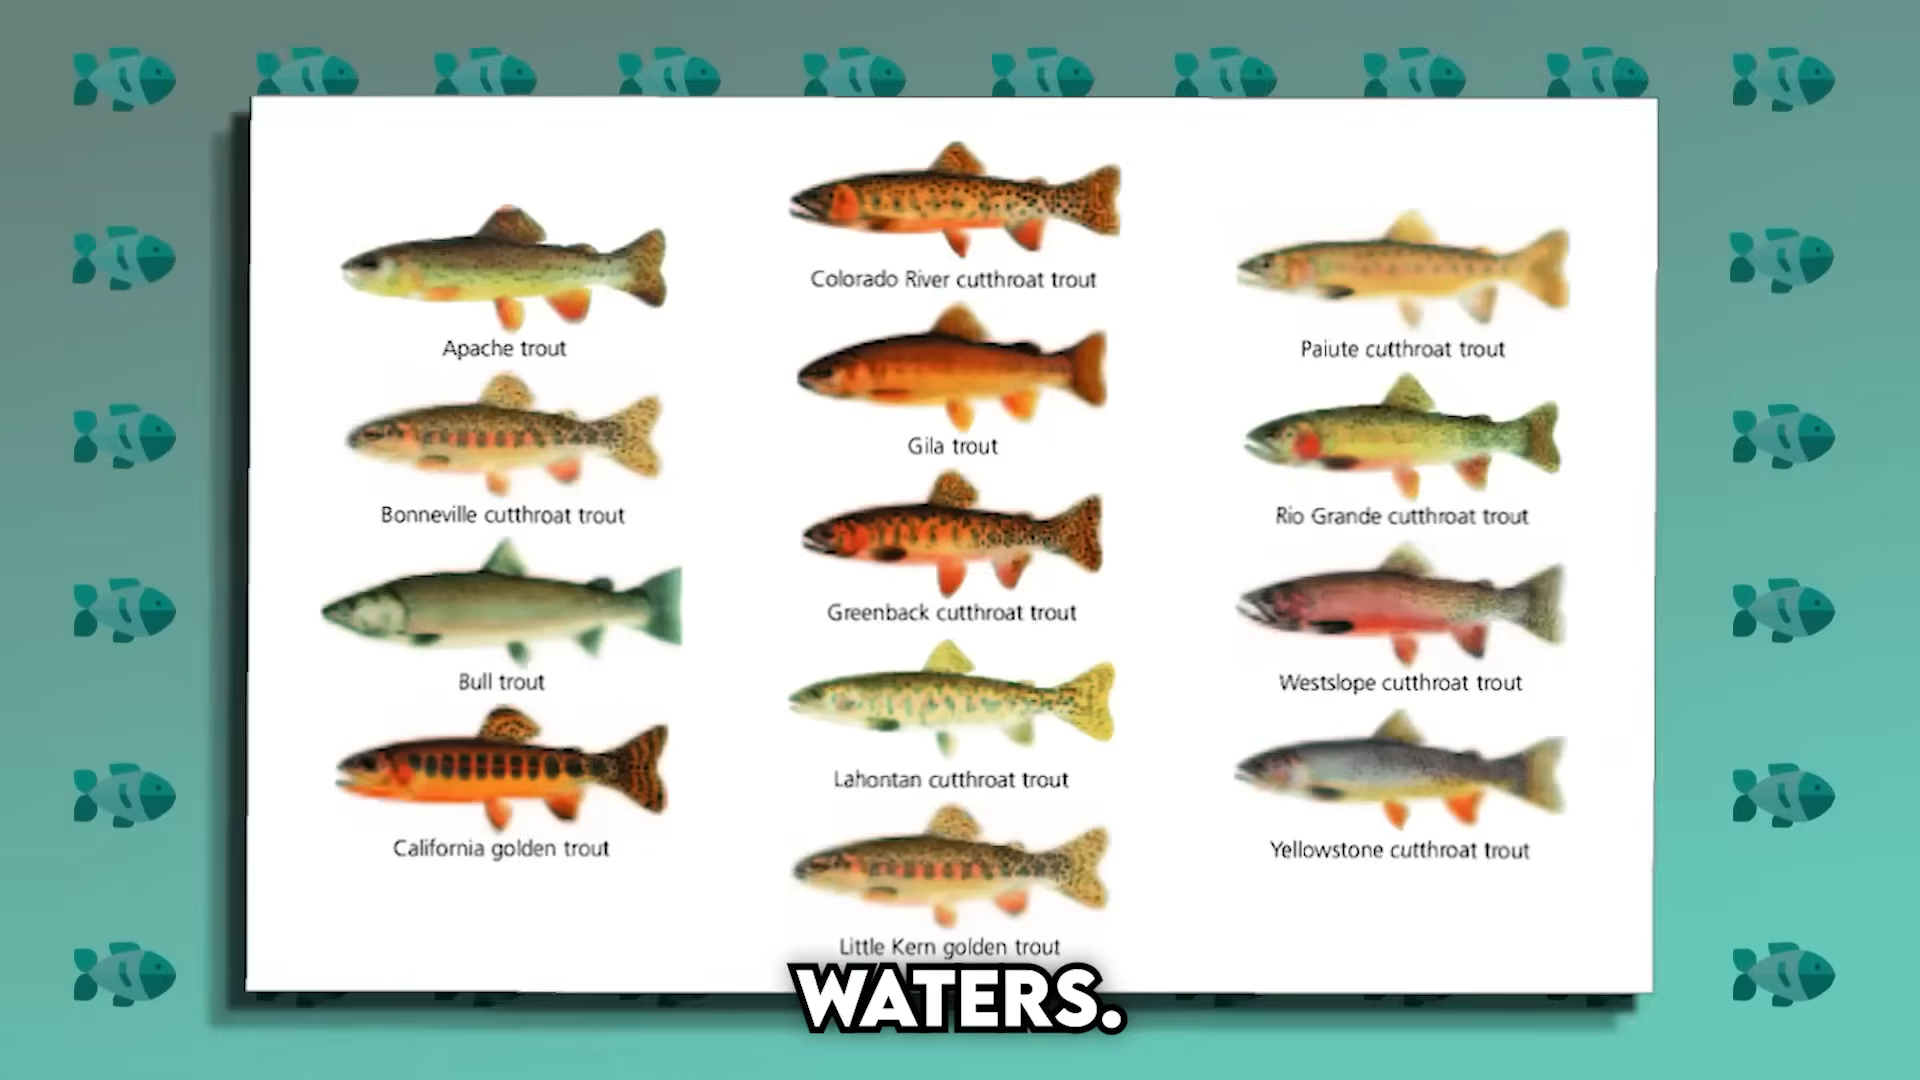 Apache trout
Bonneville cutthroat trout
Bull trout
California golden trout
Colorado River cutthroat trout
Gila trout
Greenback cutthroat trout
Lahontan cutthroat trout
Little Kern golden trout
Paiute cutthroat trout
Rio Grande cutthroat trout
Westslope cutthroat trout
Yellowstone cutthroat trout
WATERS.